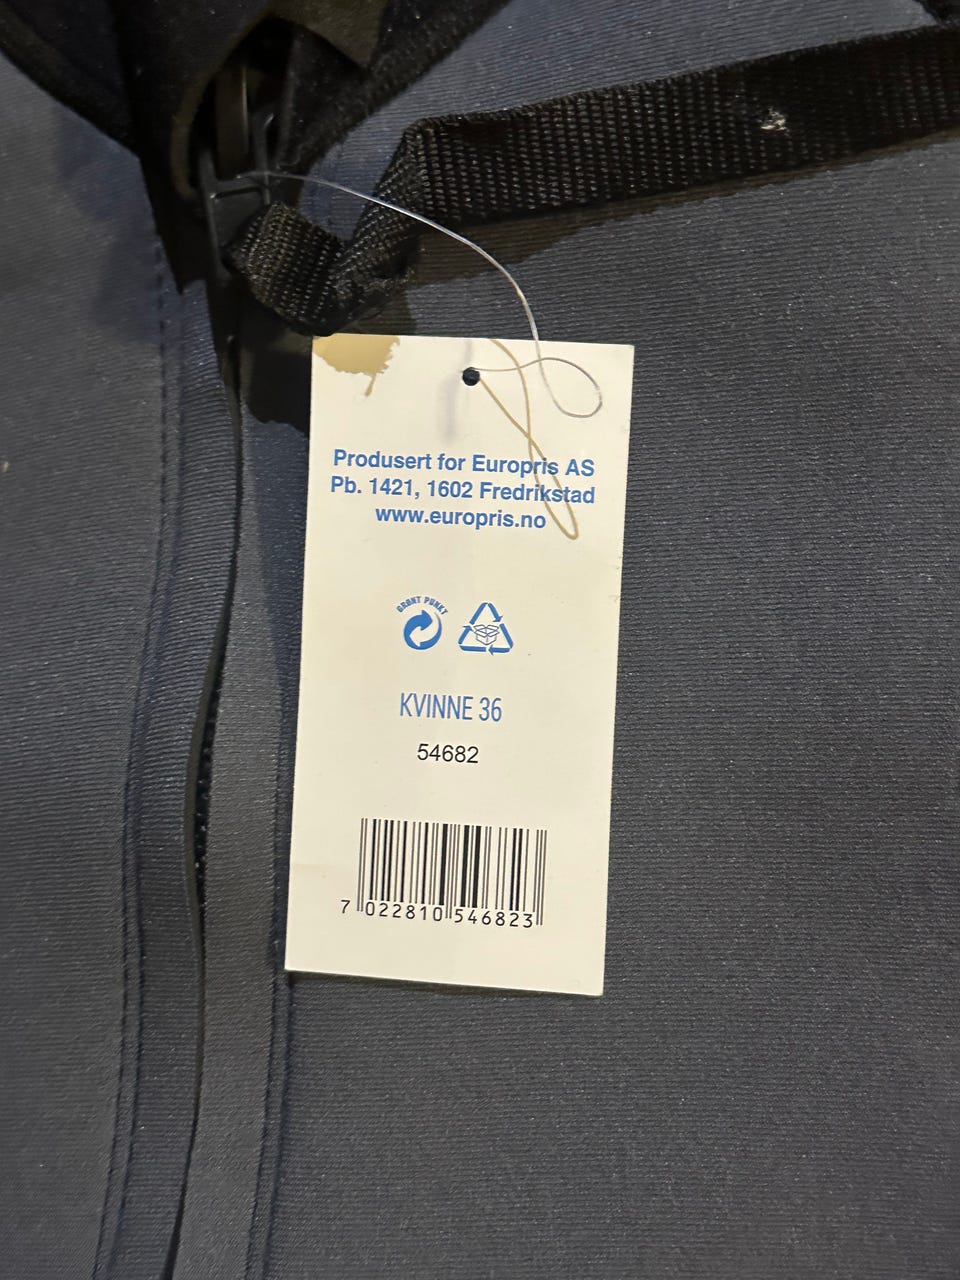 Produsert for Europris AS
Pb. 1421, 1602 Fredrikstad
www.europris.no
GRØNT PUNKT
KVINNE 36
54682
7 022810 546823